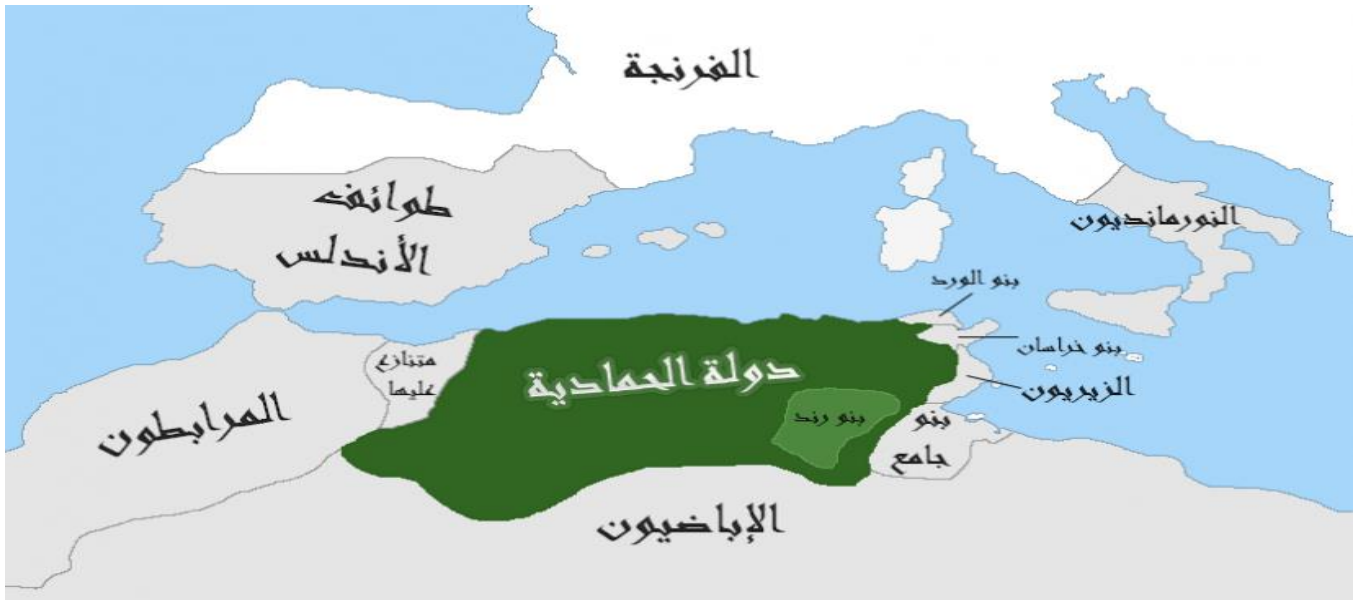 الفرنجة
طوائف
الأندلس
النورمانديون
بنو الورد
بنو خراسان
الزيريون
متنازع
عليها
دولة الحمادية
المرابطون
بنو رند
بنو
جامع
الإباضيون